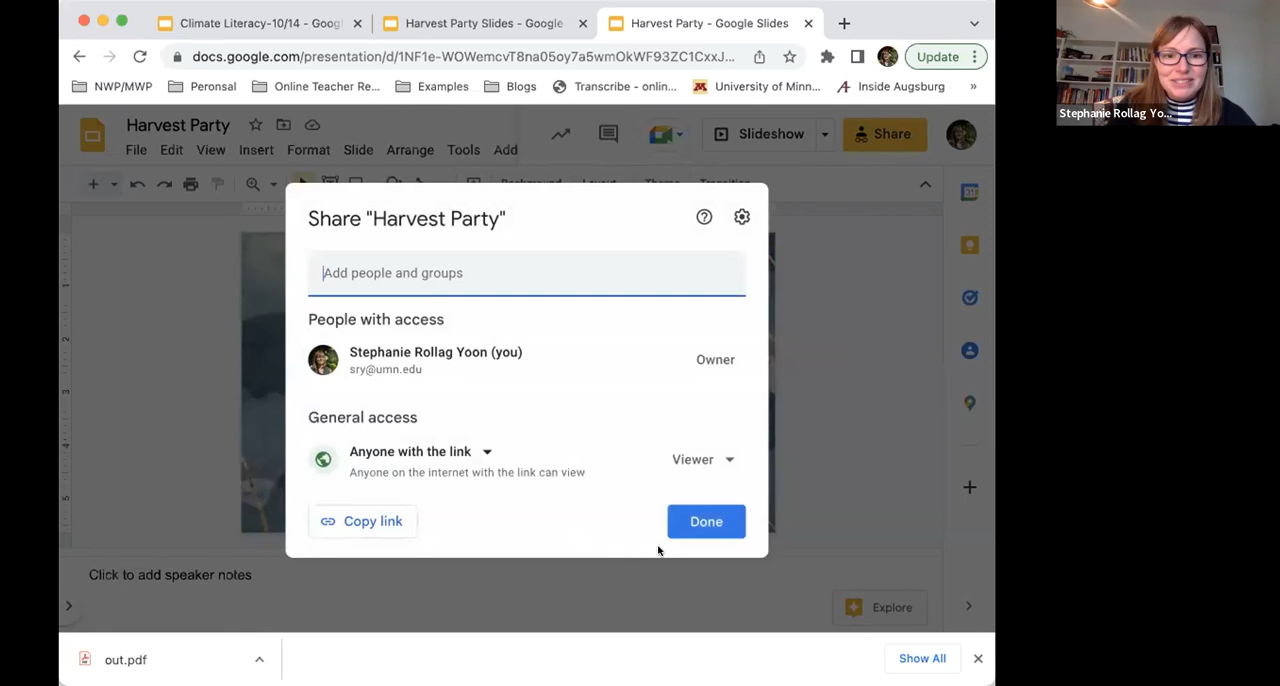 Climate Literacy-10/14 - Googl
Harvest Party Slides - Google
Harvest Party - Google Slides
docs.google.com/presentation/d/1NF1e-WOWemcvT8na05oy7a5wmOkWF93ZC1CxxJ...
Update
NWP/MWP
Peronsal
Online Teacher Re...
Examples
Blogs
Transcribe - onlin...
University of Minn...
Inside Augsburg
»
Harvest Party
File Edit View Insert Format Slide Arrange Tools Add
Slideshow
Share
Share "Harvest Party"
Add people and groups
People with access
Stephanie Rollag Yoon (you)
sry@umn.edu
Owner
General access
Anyone with the link
Anyone on the internet with the link can view
Viewer
Copy link
Done
Click to add speaker notes
Explore
out.pdf
Show All
Stephanie Rollag Yo...